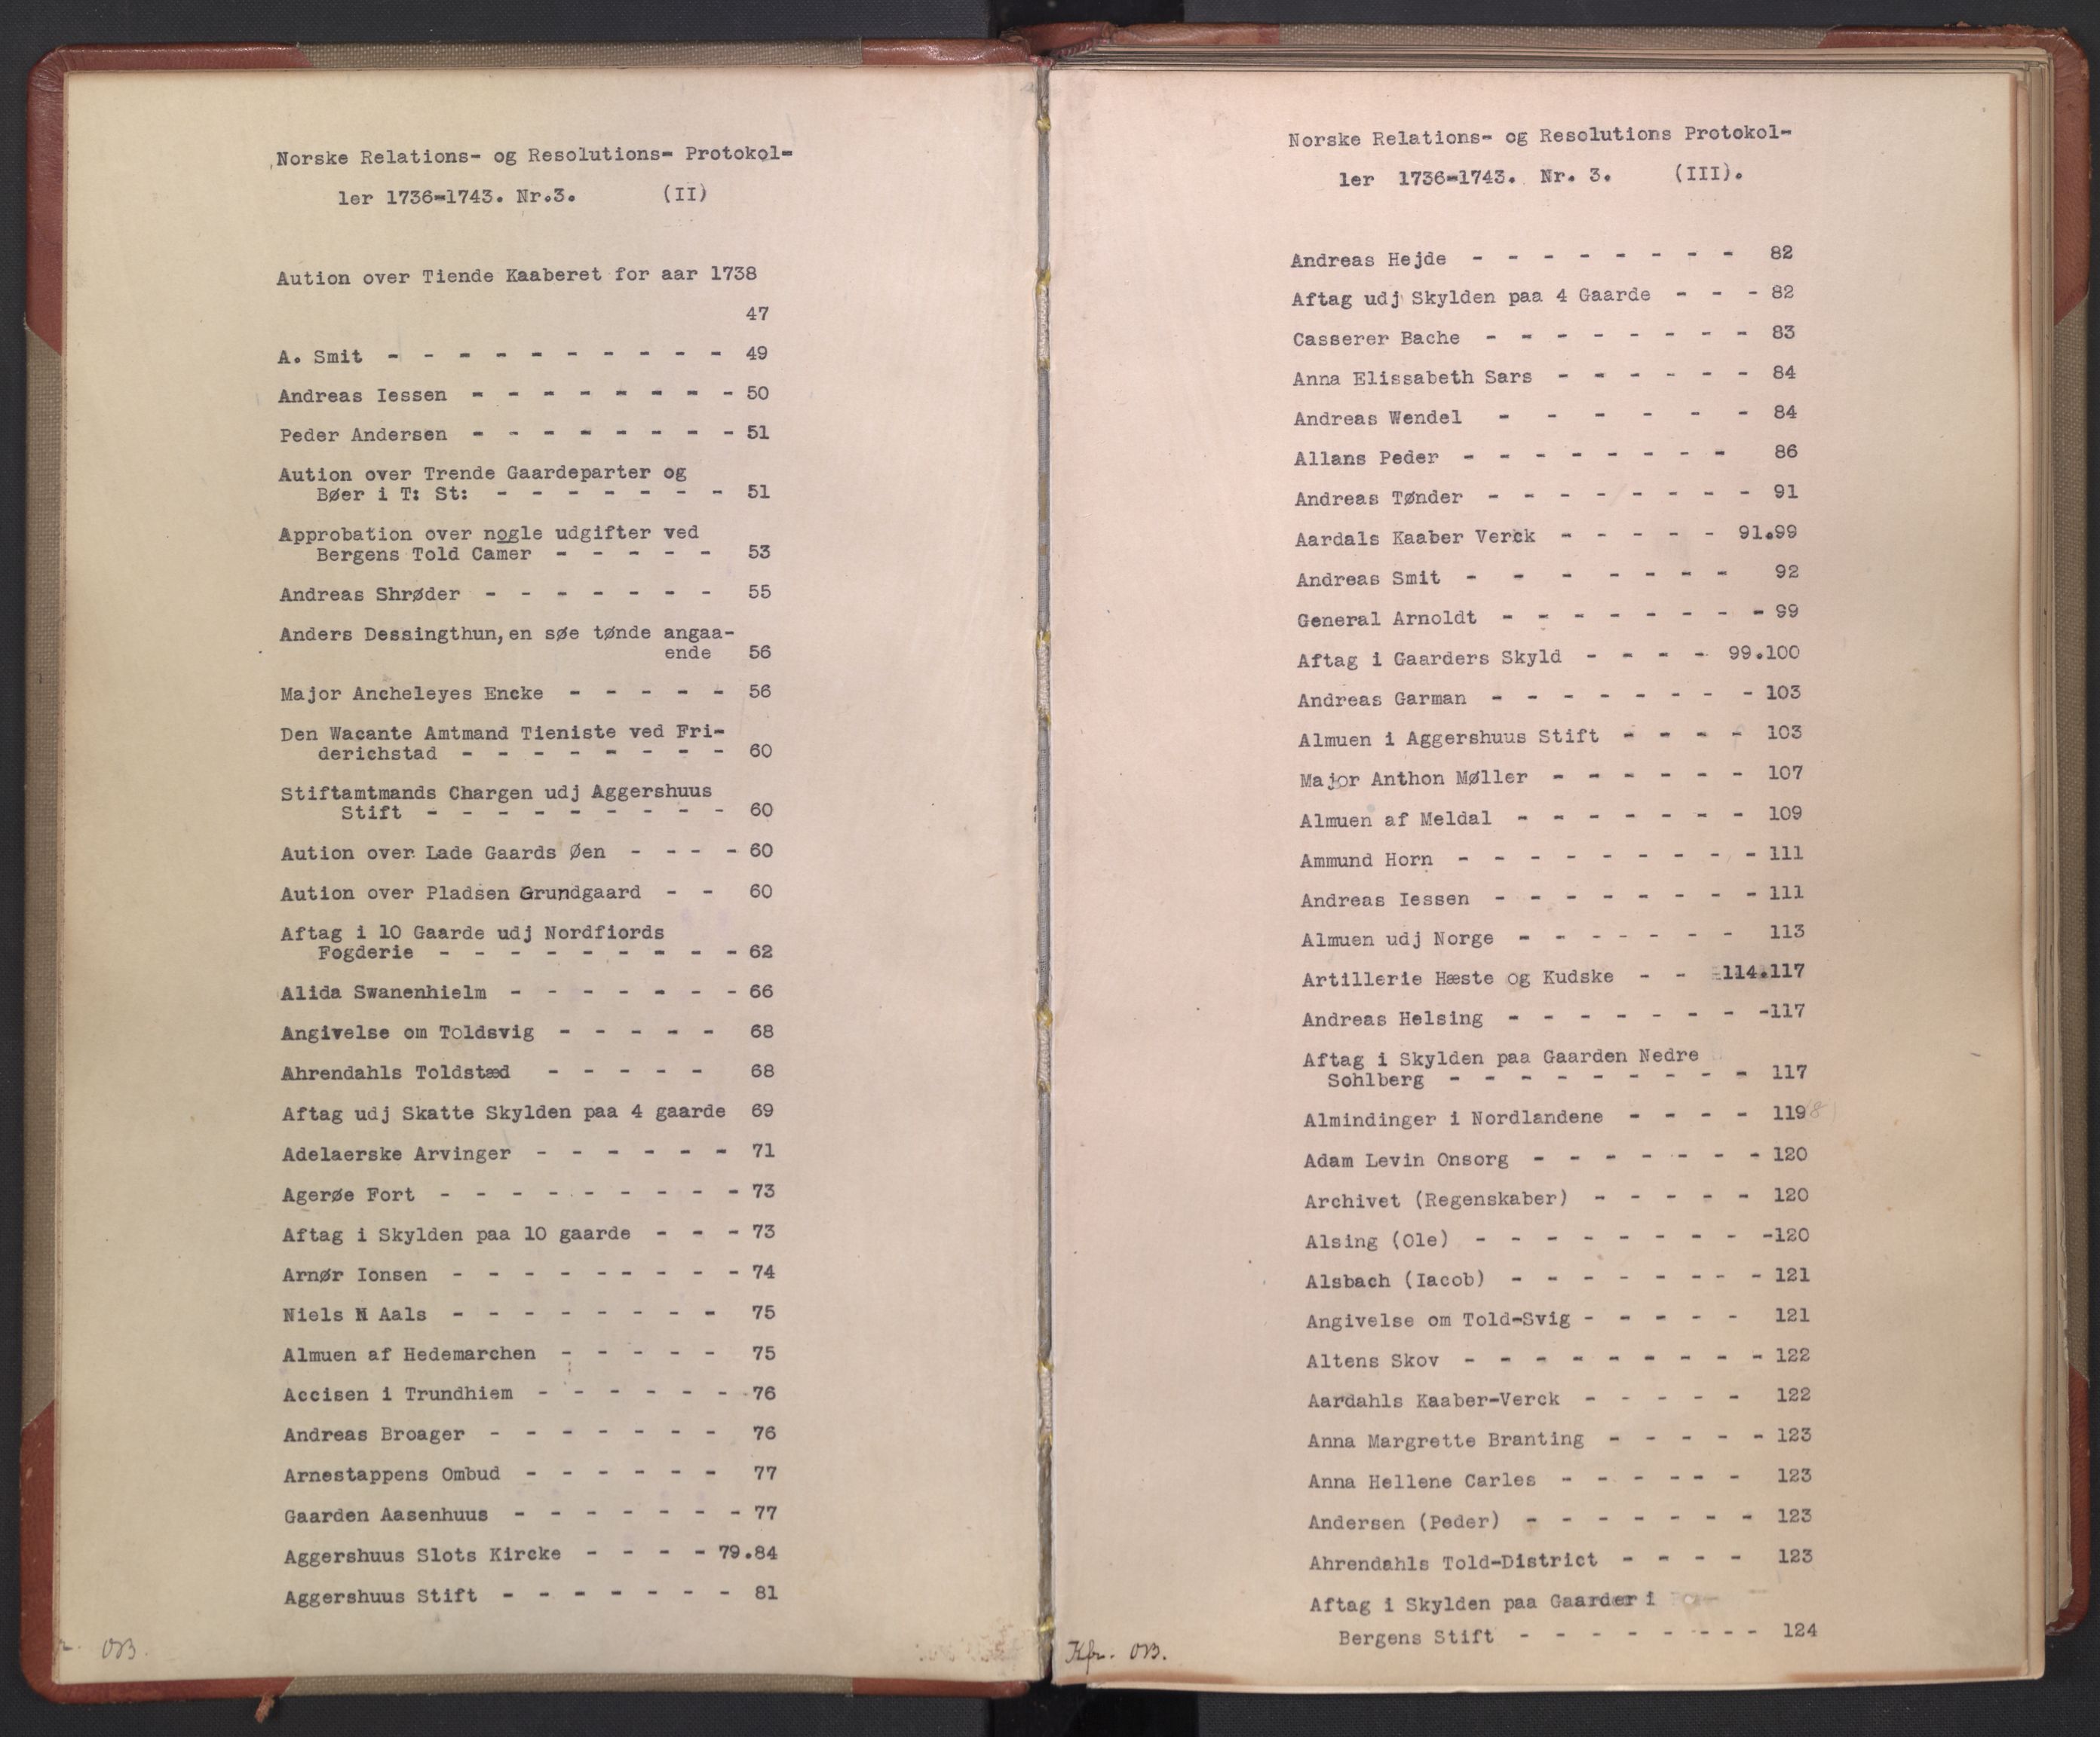 Norske Relations- og Resolutions- Protokol-
ler 1736-1743. Nr.3. (II)
Aution over Tiende Kaaberet for aar 1738
47
A. Smit - - - - - - - - - - 49
Andreas Iessen - - - - - - - - 50
Peder Andersen - - - - - - - - 51
Aution over Trende Gaardeparter og
Bøer i T: St: - - - - - - - 51
Approbation over nogle udgifter ved
Bergens Told Camer - - - - - 53
Andreas Shrøder - - - - - - - 55
Anders Dessingthun, en søe tønde angaa-
ende 56
Major Ancheleyes Encke - - - - - 56
Den Wacante Amtmand Tieniste ved Fri-
derichstad - - - - - - - - 60
Stiftamtmands Chargen udj Aggershuus
Stift - - - - - - - - - 60
Aution over Lade Gaards Øen - - - - 60
Aution over Pladsen Grundgaard - - 60
Aftag i 10 Gaarde udj Nordfiords
Fogderie - - - - - - - - - 62
Alida Swanenhielm - - - - - - - 66
Angivelse om Toldsvig - - - - - 68
Ahrendahls Toldstæd - - - - - 68
Aftag udj Skatte Skylden paa 4 gaarde 69
Adelaerske Arvinger - - - - - - 71
Agerøe Fort - - - - - - - - - 73
Aftag i Skylden paa 10 gaarde - - - 73
Arnør Ionsen - - - - - - - - - 74
Niels N Aals - - - - - - - - 75
Almuen af Hedemarchen - - - - - 75
Accisen i Trundhiem - - - - - - 76
Andreas Broager - - - - - - - 76
Arnestappens Ombud - - - - - - 77
Gaarden Aasenhuus - - - - - - - 77
Aggershuus Slots Kircke - - - - 79.84
Aggershuus Stift - - - - - - - 81
OB.
Norske Relations- og Resolutions Protokol-
ler 1736-1743. Nr. 3. (III).
Andreas Hejde - - - - - - - - 82
Aftag udj Skylden paa 4 Gaarde - - - 82
Casserer Bache - - - - - - - - 83
Anna Elissabeth Sars - - - - - - 84
Andreas Wendel - - - - - - 84
Allans Peder - - - - - - - - 86
Andreas Tønder - - - - - - - - 91
Aardals Kaaber Verck - - - - - 91.99
Andreas Smit - - - - - - - 92
General Arnoldt - - - - - - - - 99
Aftag i Gaarders Skyld - - - - 99.100
Andreas Garman - - - - - - - - 103
Almuen i Aggershuus Stift - - - - 103
Major Anthon Møller - - - - - - 107
Almuen af Meldal - - - - - - - 109
Ammund Horn - - - - - - - - - 111
Andreas Iessen - - - - - - - - 111
Almuen udj Norge - - - - - - - 113
Artillerie Hæste og Kudske - - 114.117
Andreas Helsing - - - - - - - -117
Aftag i Skylden paa Gaarden Nedre
Sohlberg - - - - - - - - - 117
Almindinger i Nordlandene - - - - 119
Adam Levin Onsorg - - - - - - - 120
Archivet (Regenskaber) - - - - - 120
Alsing (Ole) - - - - - - - - -120
Alsbach (Iacob) - - - - - - - - 121
Angivelse om Told-Svig - - - - - 121
Altens Skov - - - - - - - - - 122
Aardahls Kaaber-Verck - - - - - 122
Anna Margrette Branting - - - - - 123
Anna Hellene Carles - - - - - - 123
Andersen (Peder) - - - - - - - 123
Ahrendahls Told-District - - - - 123
Aftag i Skylden paa Gaarder i
Bergens Stift - - - - - - - - 124
Kfr. OB.